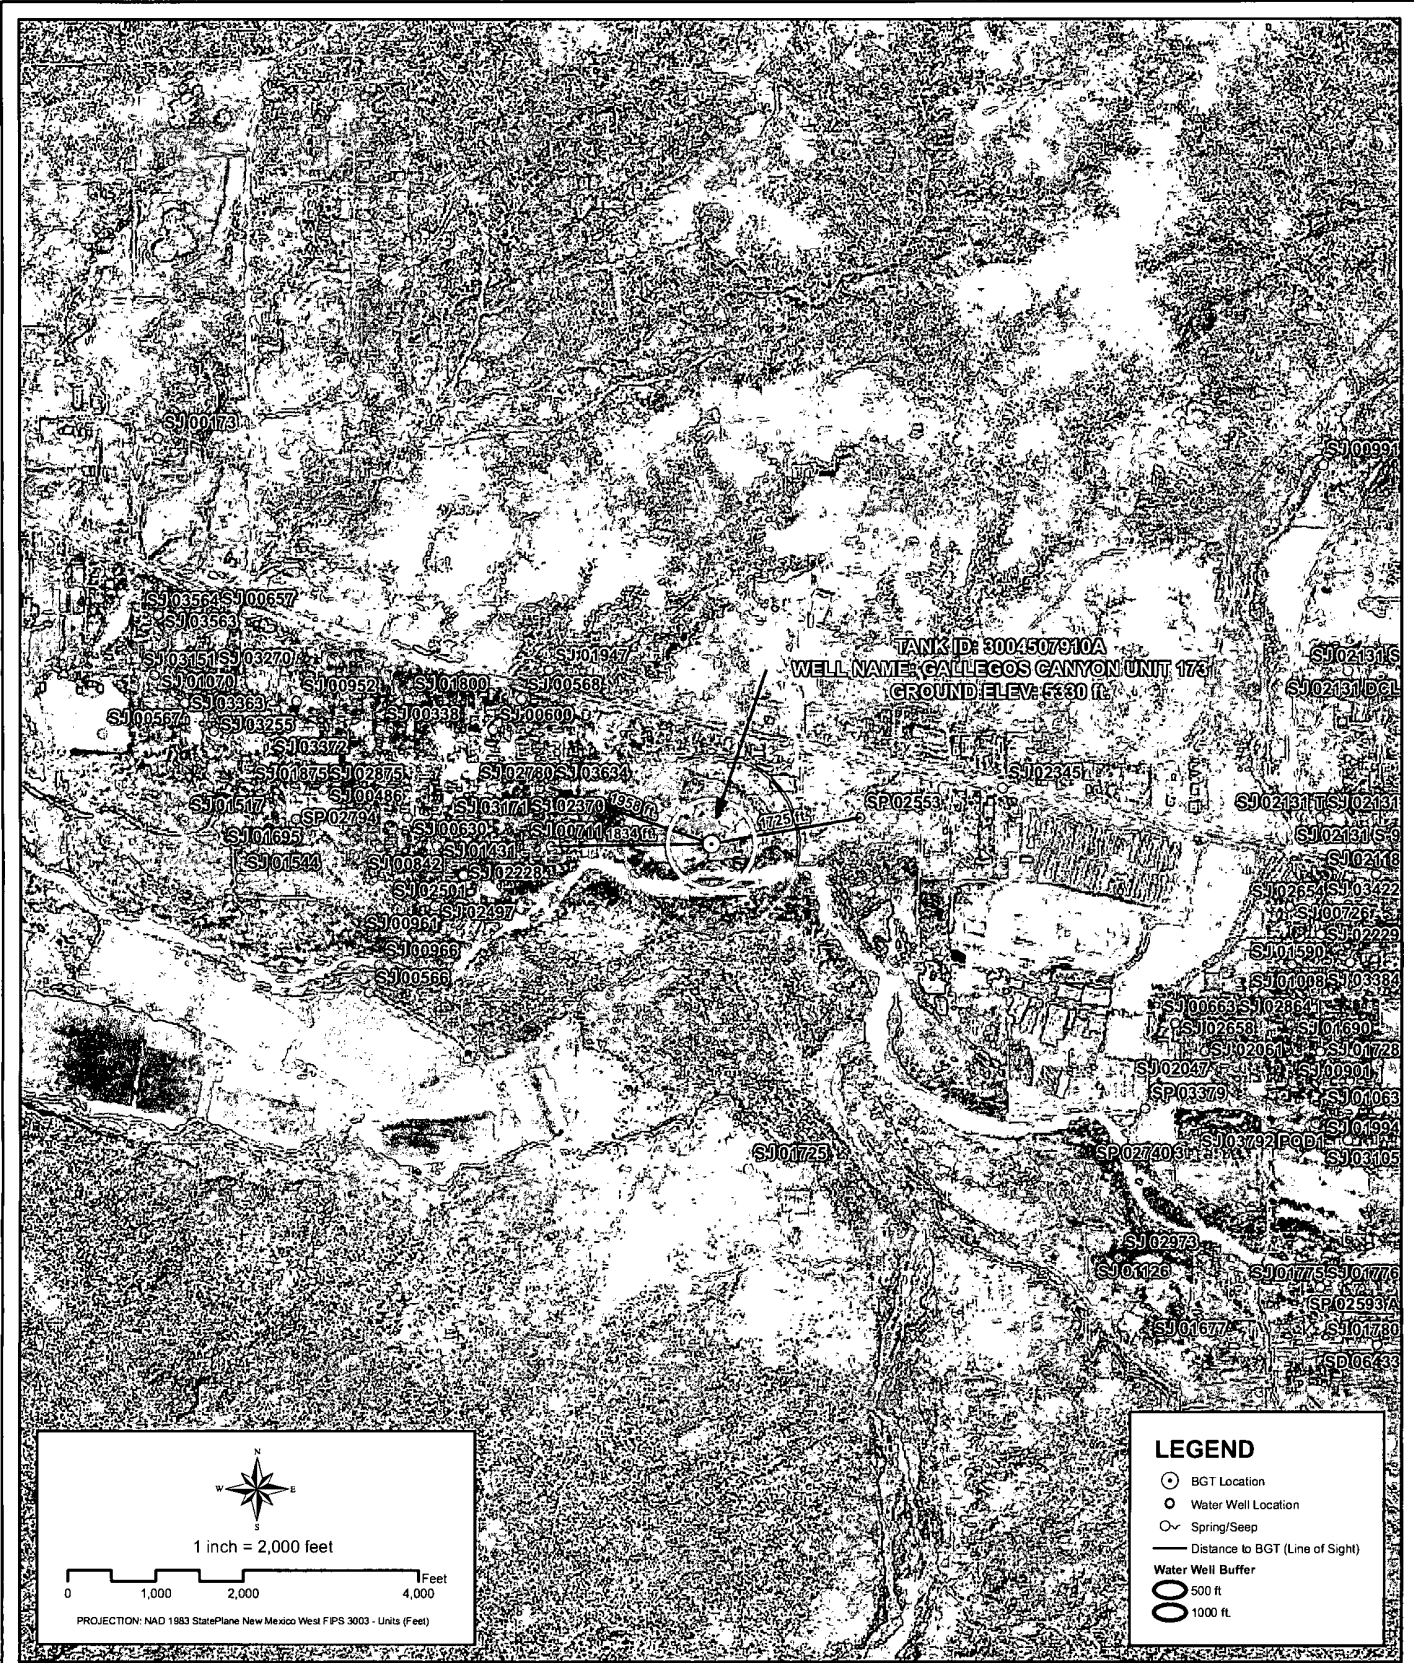 SJ 00173
SJ 00991
SJ 03564 SJ 00657
SJ 03563
SJ 03151 SJ 03270
SJ 01070
SJ 03363
SJ 00567
SJ 03255
SJ 00952
SJ 01800
SJ 01947
SJ 00568
SJ 00338
SJ 00600
SJ 03372
TANK ID: 3004507910A
WELL NAME: GALLEGOS CANYON UNIT 173
GROUND ELEV: 5330 ft.
SJ 02131 S
SJ 02131 DCL
SJ 01875 SJ 02875
SJ 02780 SJ 03634
SJ 00486
SJ 01517
SP 02794
SJ 03171 SJ 02370
1958 ft.
SJ 01695
SJ 00630
SJ 00711
1834 ft.
1725 ft.
SP 02553
SJ 02345
SJ 02131 T SJ 02131
SJ 02131 S-9
SJ 01544
SJ 01431
SJ 00842
SJ 02228
SJ 02501
SJ 02497
SJ 00961
SJ 00966
SJ 00566
SJ 02118
SJ 03422
SJ 00726
SJ 02229
SJ 01590
SJ 01008 SJ 03384
SJ 00663 SJ 02864
SJ 02658
SJ 01690
SJ 02061
SJ 01728
SJ 02047
SJ 00901
SP 03379
SJ 01063
SJ 01994
SJ 03792 POD1
SP 02740
SJ 03105
SJ 01725
SJ 02973
SJ 01126
SJ 01775 SJ 01776
SP 02593 A
SJ 01677
SJ 01780
SD 06433
N
W
E
S
1 inch = 2,000 feet
Feet
0 1,000 2,000 4,000
PROJECTION: NAD 1983 StatePlane New Mexico West FIPS 3003 - Units (Feet)
LEGEND
BGT Location
Water Well Location
Spring/Seep
Distance to BGT (Line of Sight)
Water Well Buffer
500 ft
1000 ft.